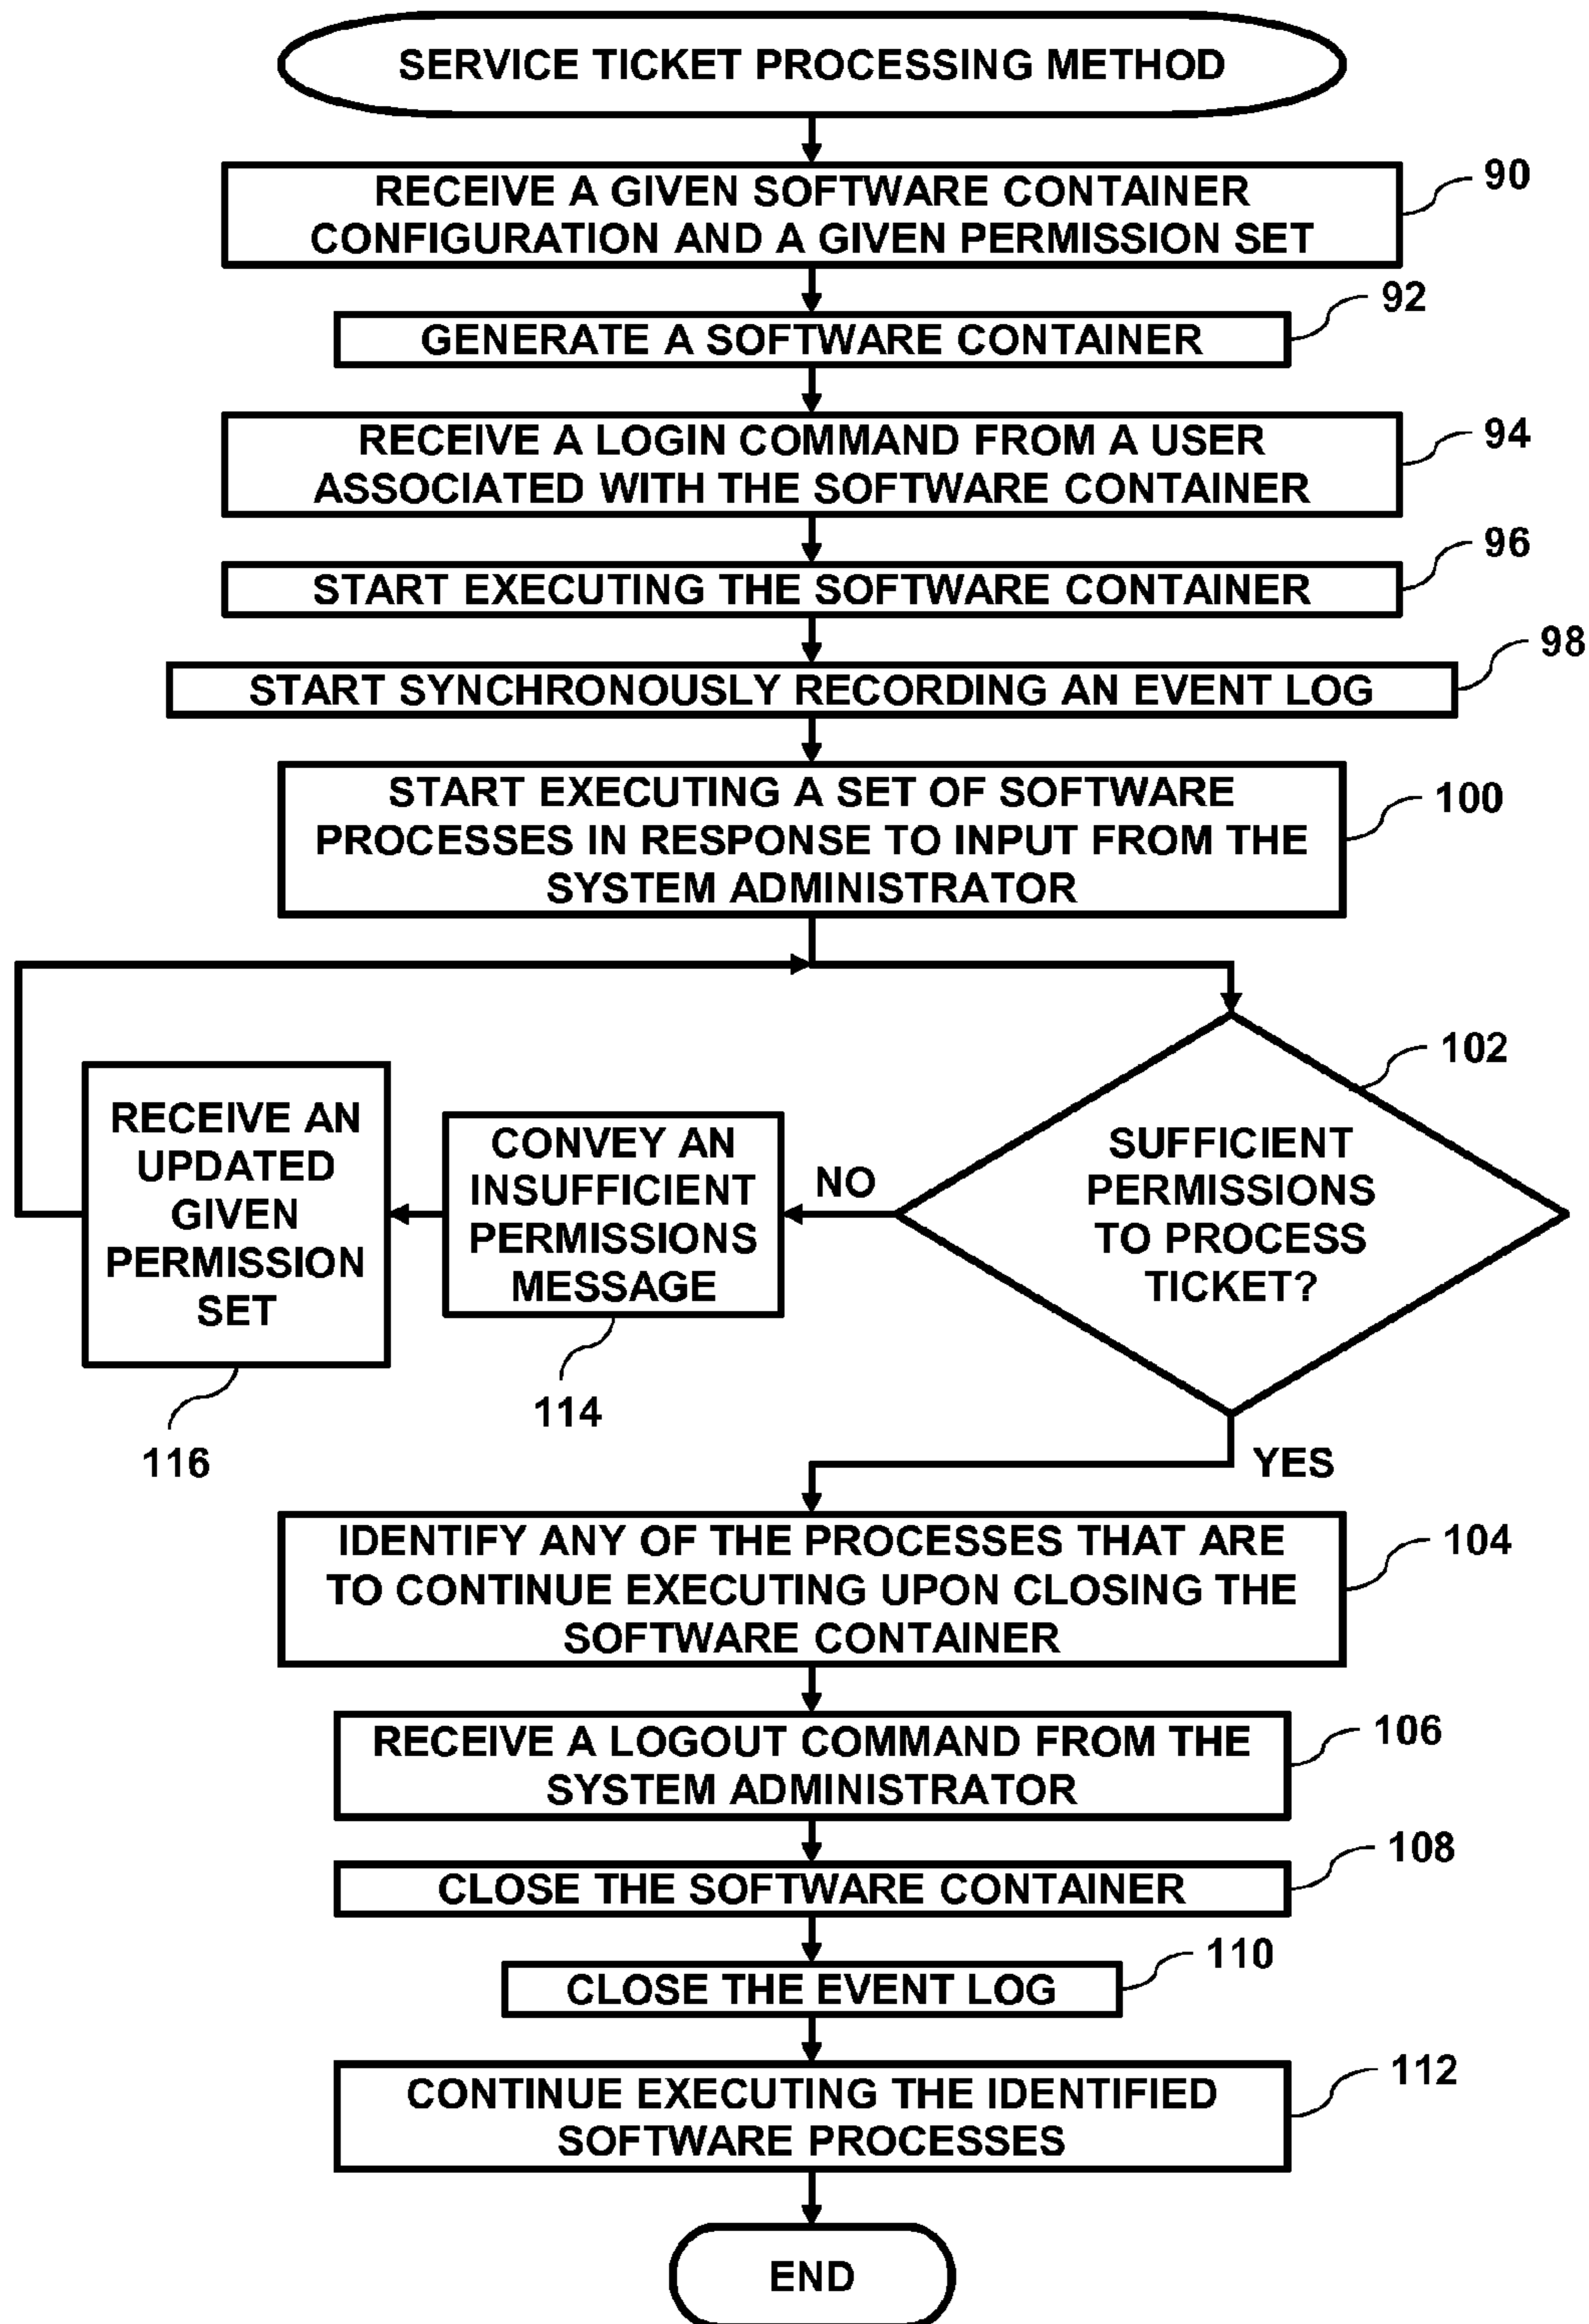 SERVICE TICKET PROCESSING METHOD
RECEIVE A GIVEN SOFTWARE CONTAINER
CONFIGURATION AND A GIVEN PERMISSION SET
90
GENERATE A SOFTWARE CONTAINER
92
RECEIVE A LOGIN COMMAND FROM A USER
ASSOCIATED WITH THE SOFTWARE CONTAINER
94
START EXECUTING THE SOFTWARE CONTAINER
96
START SYNCHRONOUSLY RECORDING AN EVENT LOG
98
START EXECUTING A SET OF SOFTWARE
PROCESSES IN RESPONSE TO INPUT FROM THE
SYSTEM ADMINISTRATOR
100
SUFFICIENT
PERMISSIONS
TO PROCESS
TICKET?
102
NO
CONVEY AN
INSUFFICIENT
PERMISSIONS
MESSAGE
114
RECEIVE AN
UPDATED
GIVEN
PERMISSION
SET
116
YES
IDENTIFY ANY OF THE PROCESSES THAT ARE
TO CONTINUE EXECUTING UPON CLOSING THE
SOFTWARE CONTAINER
104
RECEIVE A LOGOUT COMMAND FROM THE
SYSTEM ADMINISTRATOR
106
CLOSE THE SOFTWARE CONTAINER
108
CLOSE THE EVENT LOG
110
CONTINUE EXECUTING THE IDENTIFIED
SOFTWARE PROCESSES
112
END